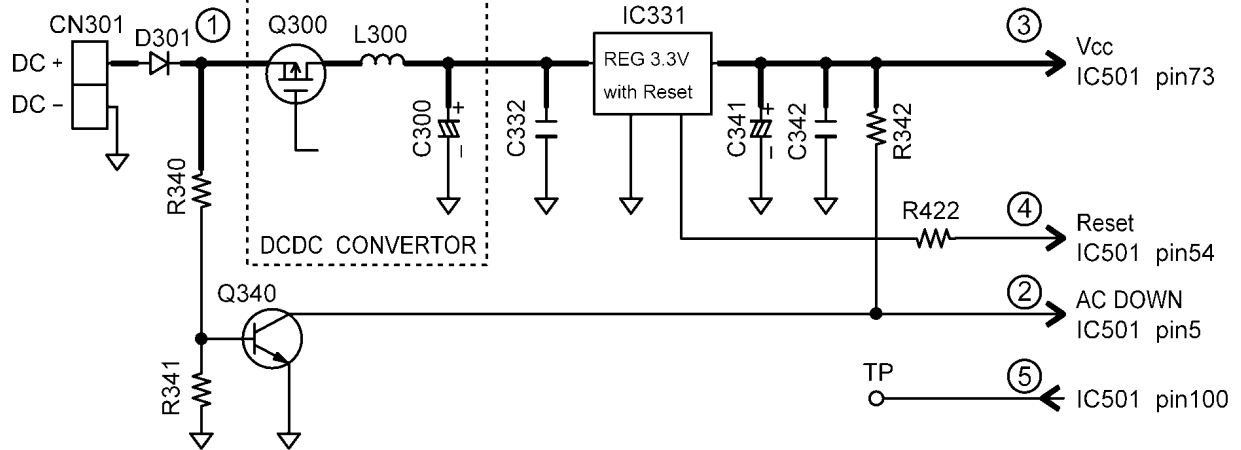 CN301
D301
①
Q300
L300
IC331
③
DC +
DC −
REG 3.3V
with Reset
Vcc
IC501 pin73
C300
+
−
C332
C341
+
−
C342
R342
R340
R422
④
Reset
IC501 pin54
DCDC CONVERTOR
Q340
②
AC DOWN
IC501 pin5
R341
TP
⑤
IC501 pin100